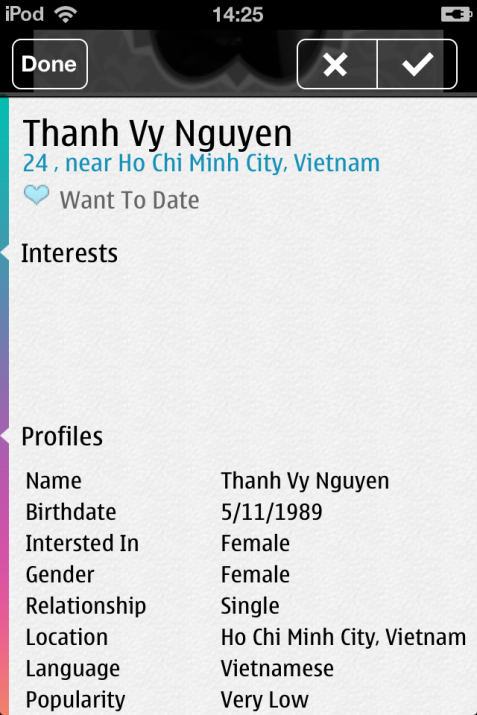 iPod 14:25
Done
Thanh Vy Nguyen
24 , near Ho Chi Minh City, Vietnam
Want To Date
Interests
Profiles
Name Thanh Vy Nguyen
Birthdate 5/11/1989
Intersted In Female
Gender Female
Relationship Single
Location Ho Chi Minh City, Vietnam
Language Vietnamese
Popularity Very Low